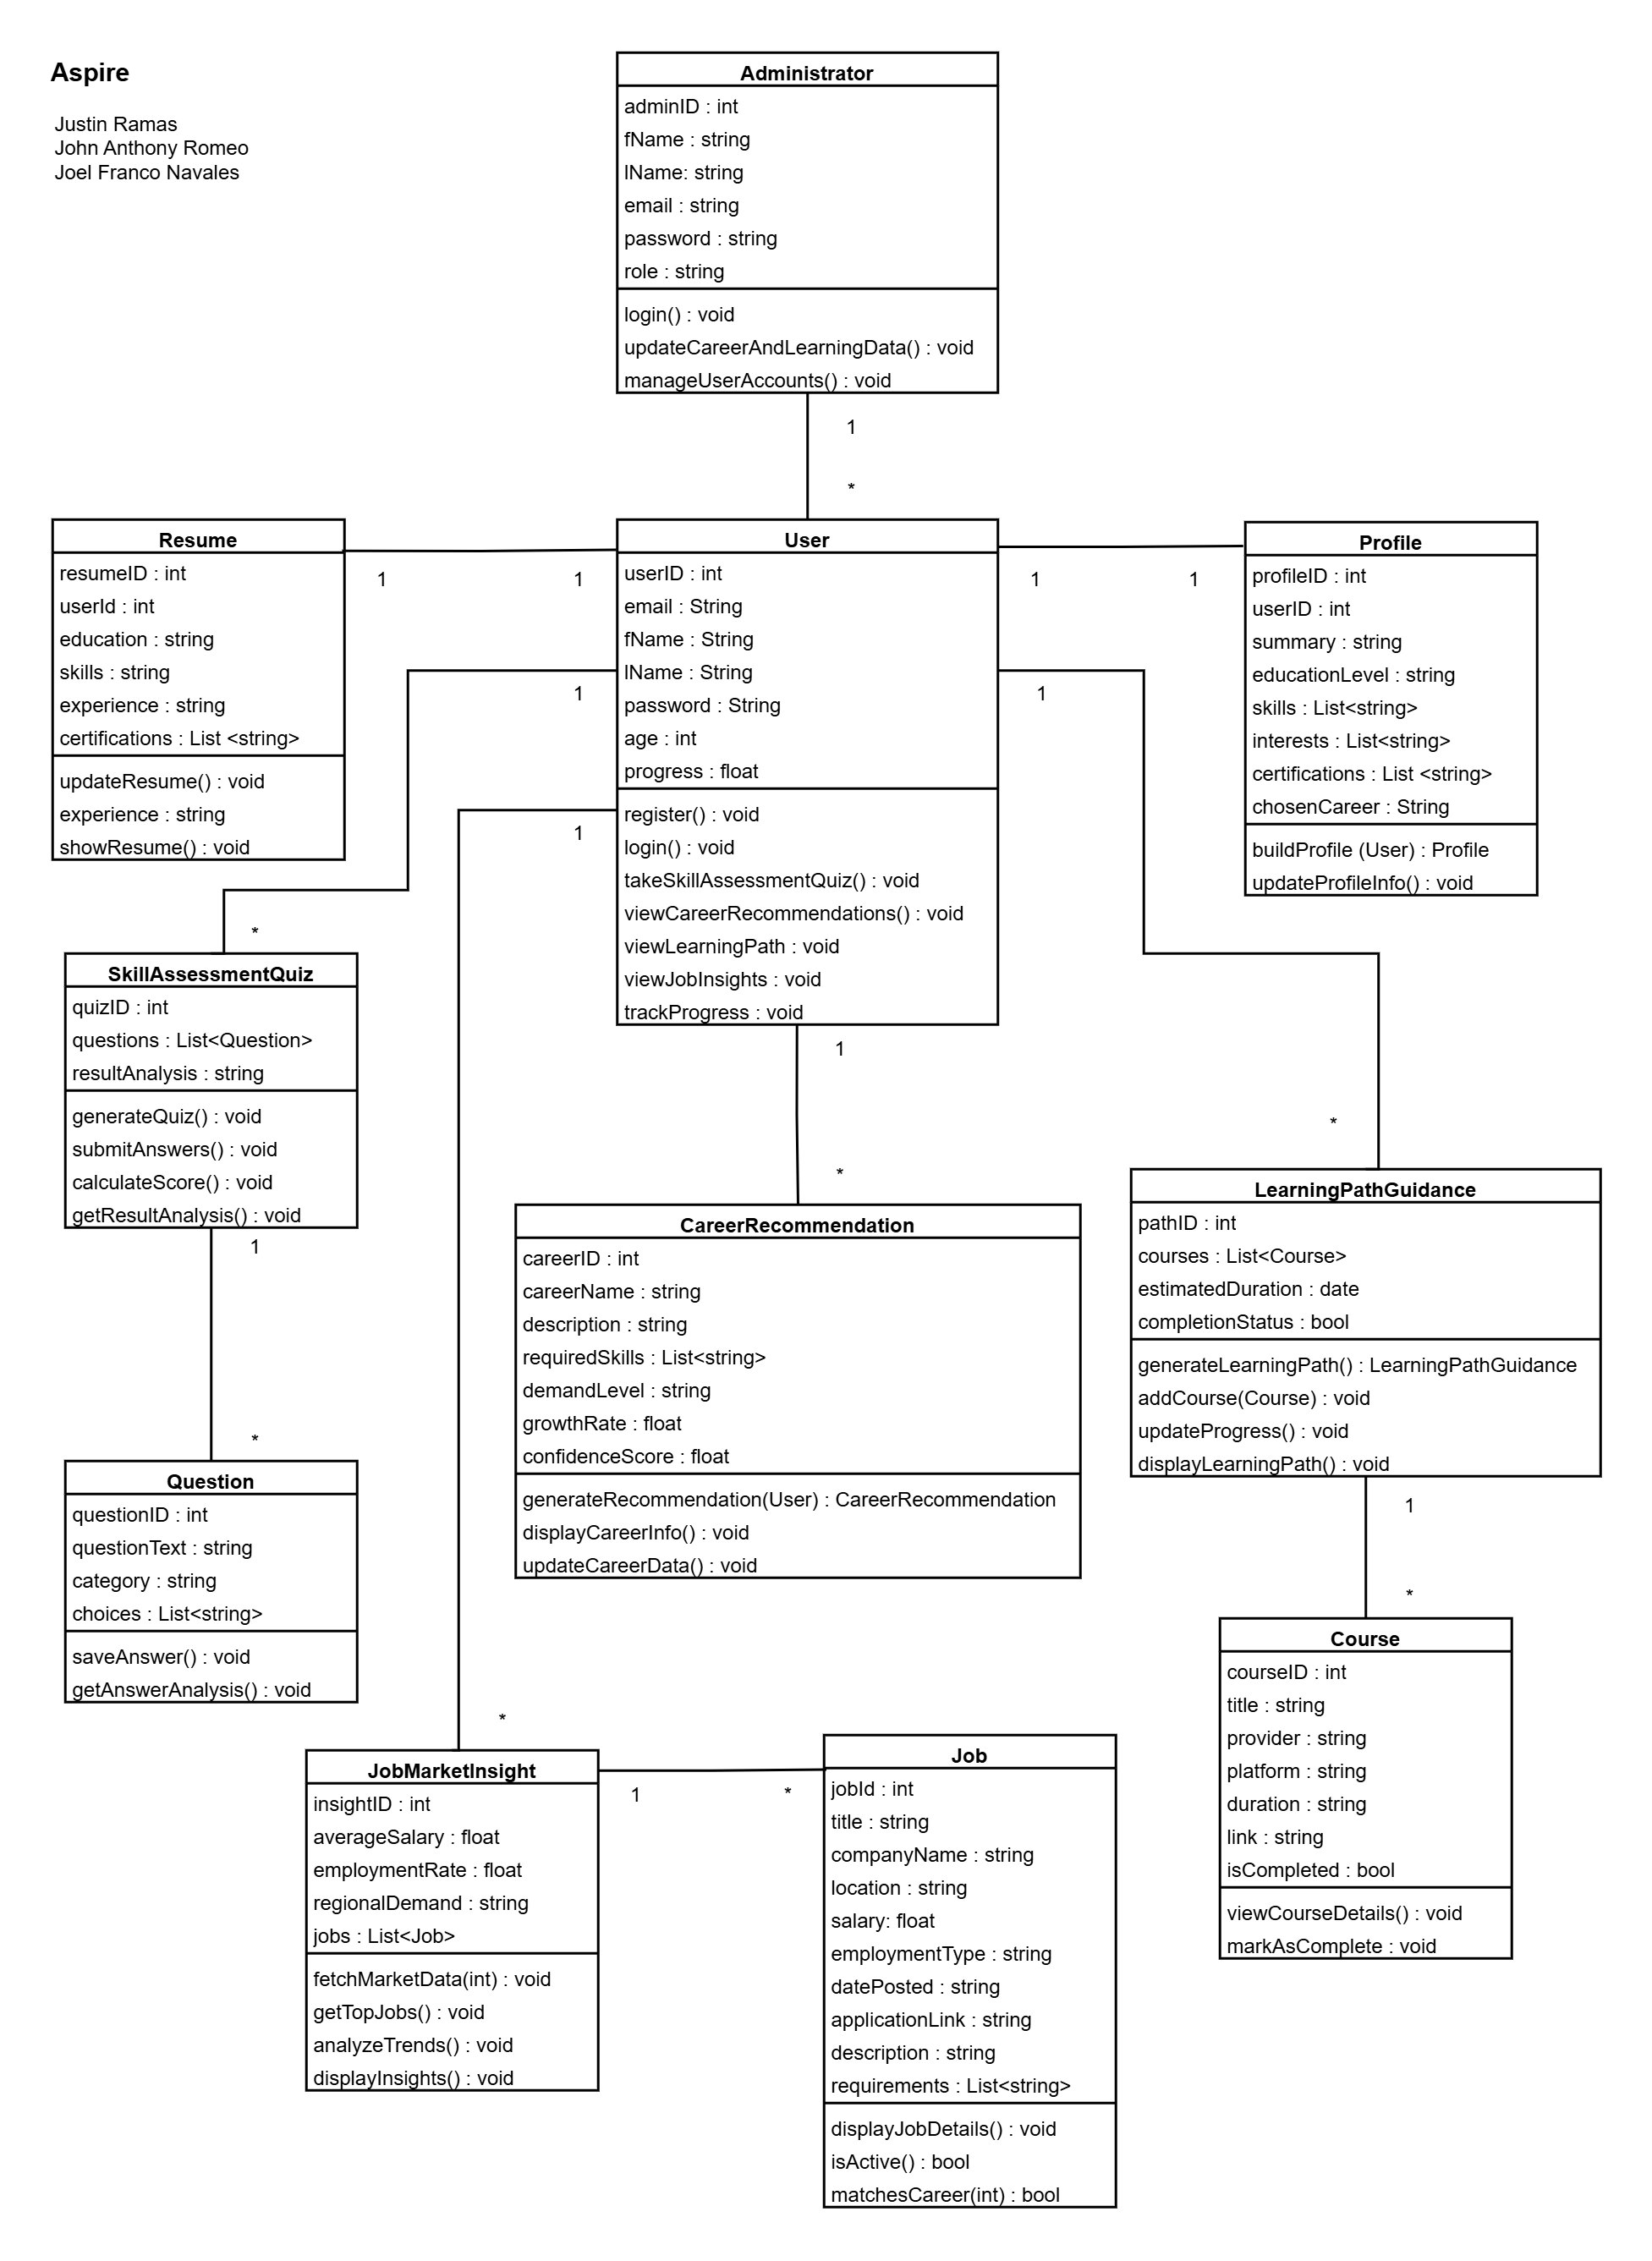 Aspire
Justin Ramas
John Anthony Romeo
Joel Franco Navales
Administrator
adminID : int
fName : string
lName: string
email : string
password : string
role : string
login() : void
updateCareerAndLearningData() : void
manageUserAccounts() : void
1
*
Resume
resumeID : int
userId : int
education : string
skills : string
experience : string
certifications : List <string>
updateResume() : void
experience : string
showResume() : void
1
1
User
userID : int
email : String
fName : String
lName : String
password : String
age : int
progress : float
register() : void
login() : void
takeSkillAssessmentQuiz() : void
viewCareerRecommendations() : void
viewLearningPath : void
viewJobInsights : void
trackProgress : void
1
1
Profile
profileID : int
userID : int
summary : string
educationLevel : string
skills : List<string>
interests : List<string>
certifications : List <string>
chosenCareer : String
buildProfile (User) : Profile
updateProfileInfo() : void
1
1
1
*
SkillAssessmentQuiz
quizID : int
questions : List<Question>
resultAnalysis : string
generateQuiz() : void
submitAnswers() : void
calculateScore() : void
getResultAnalysis() : void
1
*
Question
questionID : int
questionText : string
category : string
choices : List<string>
saveAnswer() : void
getAnswerAnalysis() : void
1
*
CareerRecommendation
careerID : int
careerName : string
description : string
requiredSkills : List<string>
demandLevel : string
growthRate : float
confidenceScore : float
generateRecommendation(User) : CareerRecommendation
displayCareerInfo() : void
updateCareerData() : void
*
LearningPathGuidance
pathID : int
courses : List<Course>
estimatedDuration : date
completionStatus : bool
generateLearningPath() : LearningPathGuidance
addCourse(Course) : void
updateProgress() : void
displayLearningPath() : void
1
*
Course
courseID : int
title : string
provider : string
platform : string
duration : string
link : string
isCompleted : bool
viewCourseDetails() : void
markAsComplete : void
*
JobMarketInsight
insightID : int
averageSalary : float
employmentRate : float
regionalDemand : string
jobs : List<Job>
fetchMarketData(int) : void
getTopJobs() : void
analyzeTrends() : void
displayInsights() : void
1
*
Job
jobId : int
title : string
companyName : string
location : string
salary: float
employmentType : string
datePosted : string
applicationLink : string
description : string
requirements : List<string>
displayJobDetails() : void
isActive() : bool
matchesCareer(int) : bool